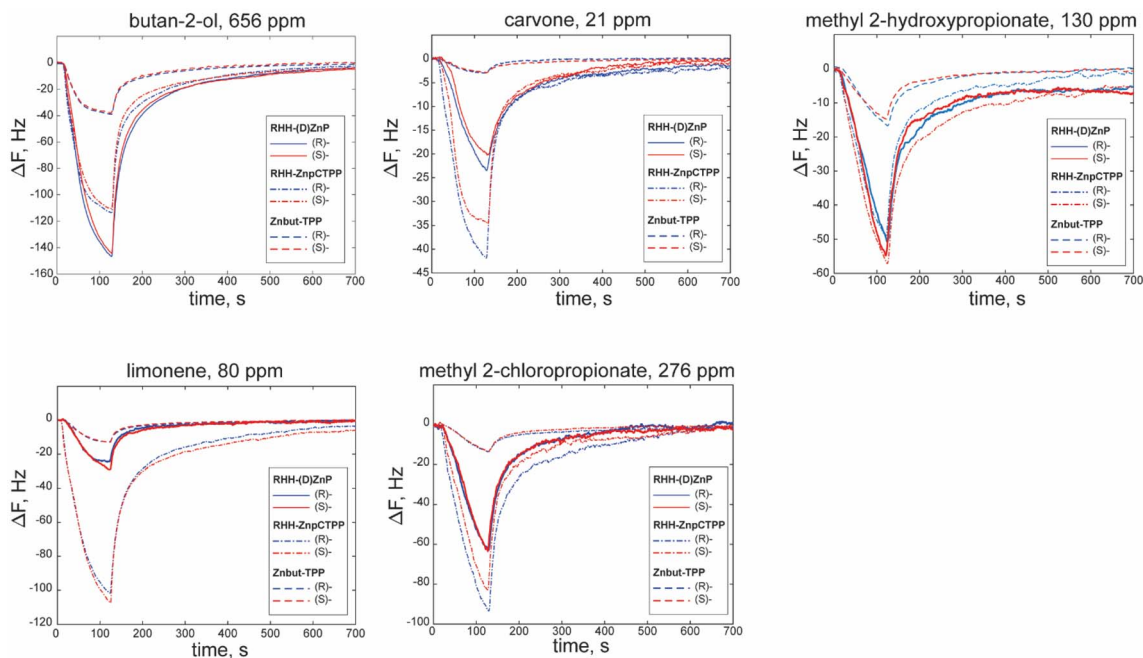 butan-2-ol, 656 ppm
0
-20
-40
-60
-80
-100
-120
-140
-160
ΔF, Hz
RHH-(D)ZnP
(R)-
(S)-
RHH-ZnpCTPP
(R)-
(S)-
Znbut-TPP
(R)-
(S)-
0 100 200 300 400 500 600 700
time, s
carvone, 21 ppm
0
-5
-10
-15
-20
-25
-30
-35
-40
-45
ΔF, Hz
RHH-(D)ZnP
(R)-
(S)-
RHH-ZnpCTPP
(R)-
(S)-
Znbut-TPP
(R)-
(S)-
0 100 200 300 400 500 600 700
time, s
methyl 2-hydroxypropionate, 130 ppm
0
-10
-20
-30
-40
-50
-60
ΔF, Hz
RHH-(D)ZnP
(R)-
(S)-
RHH-ZnpCTPP
(R)-
(S)-
Znbut-TPP
(R)-
(S)-
0 100 200 300 400 500 600 700
time, s
limonene, 80 ppm
0
-20
-40
-60
-80
-100
-120
ΔF, Hz
RHH-(D)ZnP
(R)-
(S)-
RHH-ZnpCTPP
(R)-
(S)-
Znbut-TPP
(R)-
(S)-
0 100 200 300 400 500 600 700
time, s
methyl 2-chloropropionate, 276 ppm
0
-20
-40
-60
-80
-100
ΔF, Hz
RHH-(D)ZnP
(R)-
(S)-
RHH-ZnpCTPP
(R)-
(S)-
Znbut-TPP
(R)-
(S)-
0 100 200 300 400 500 600 700
time, s